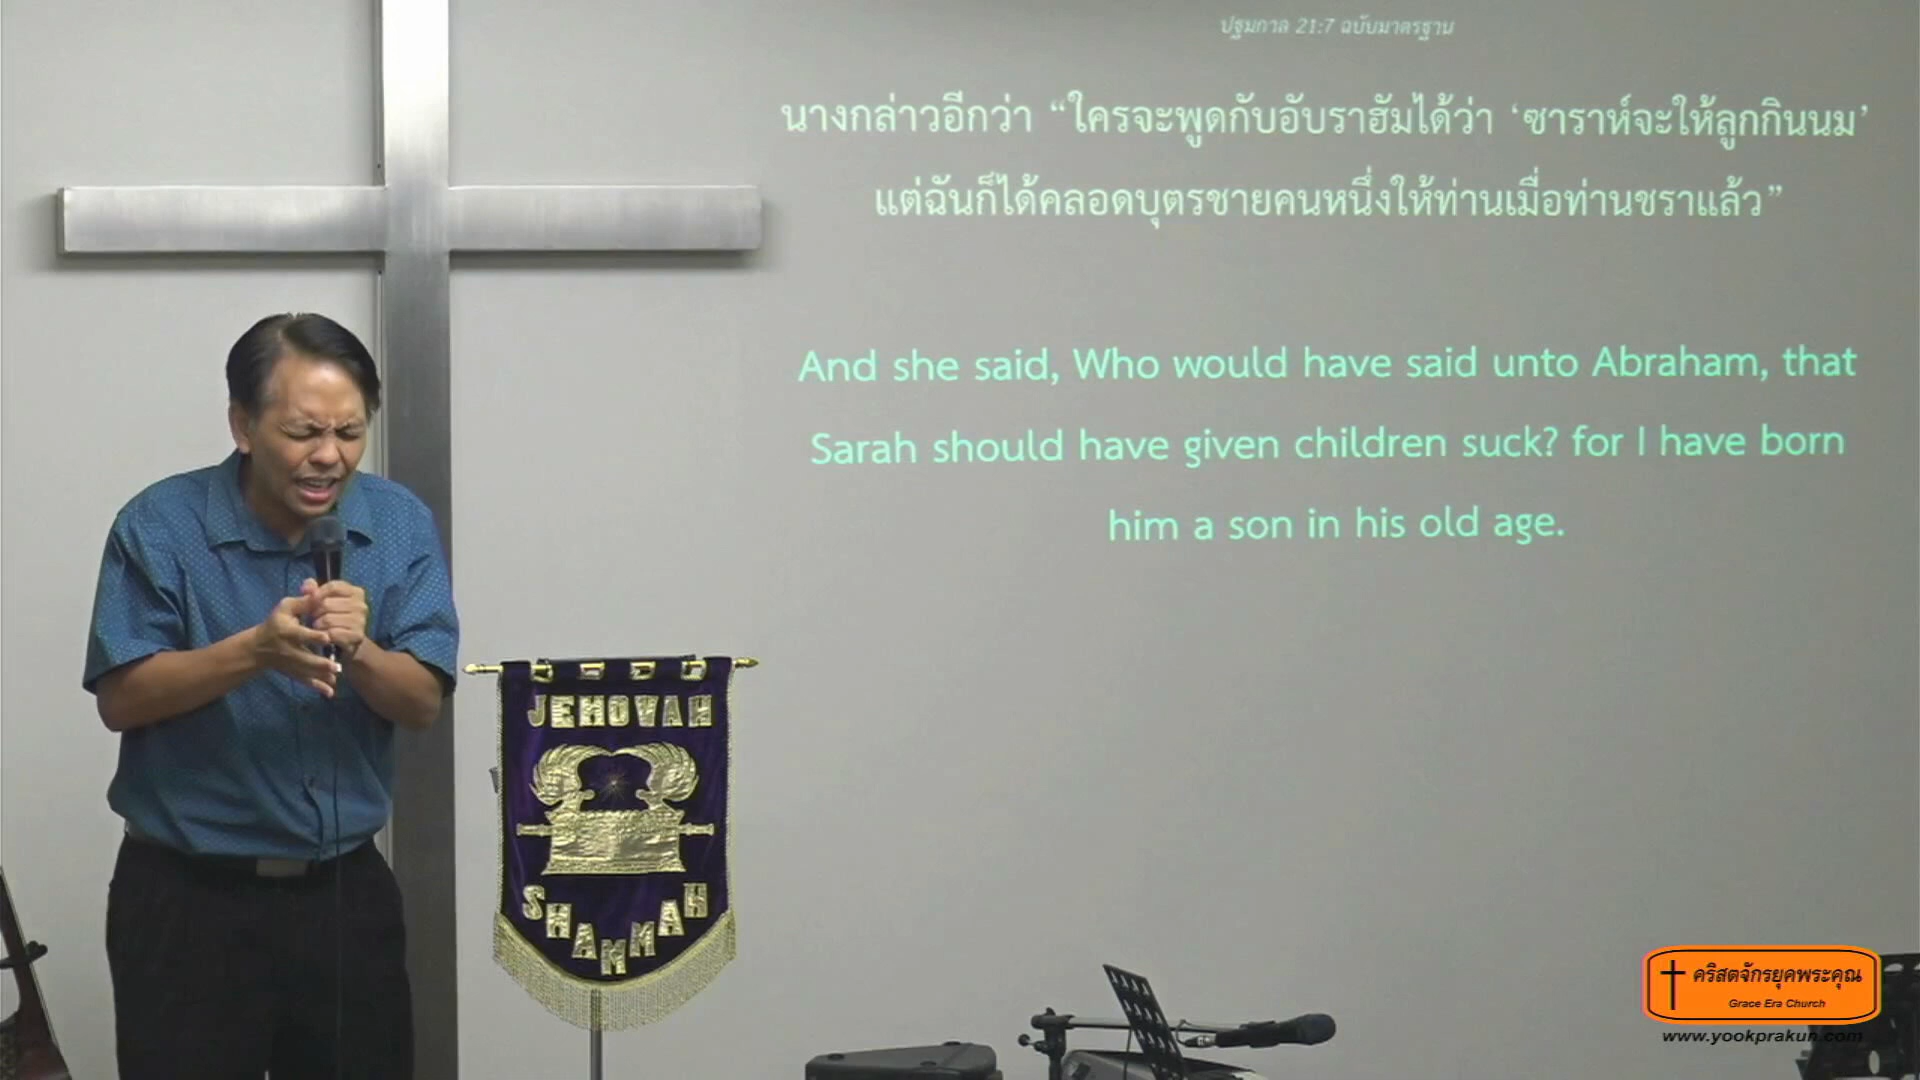 ปฐมกาล 21:7 ฉบับมาตรฐาน
นางกล่าวอีกว่า “ใครจะพูดกับอับราฮัมได้ว่า ‘ซาราห์จะให้ลูกกินนม’
แต่ฉันก็ได้คลอดบุตรชายคนหนึ่งให้ท่านเมื่อท่านชราแล้ว”
And she said, Who would have said unto Abraham, that
Sarah should have given children suck? for I have born
him a son in his old age.
JEHOVAH
SHAMMAH
คริสตจักรยุคพระคุณ
Grace Era Church
www.yookprakun.com